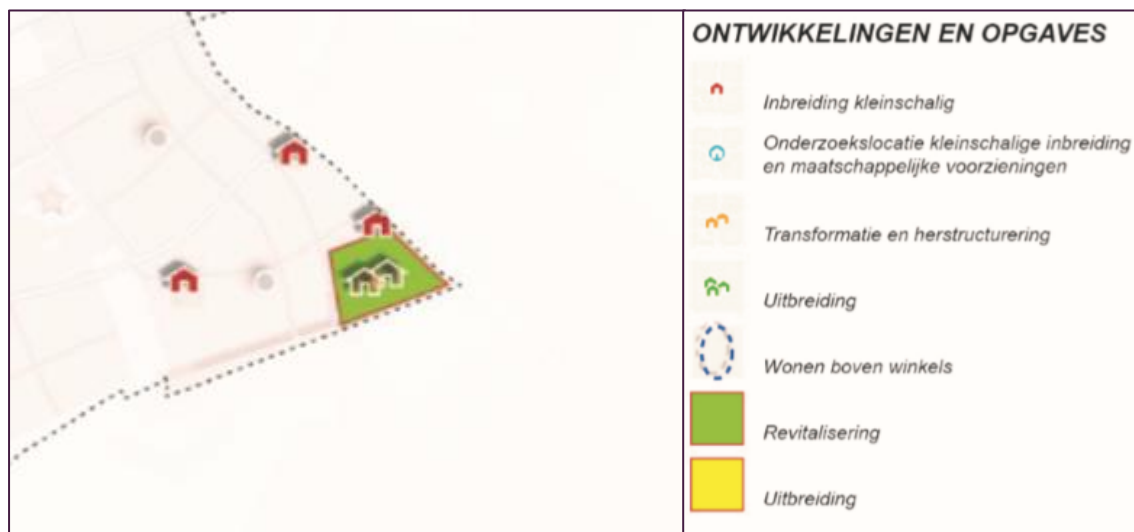 ONTWIKKELINGEN EN OPGAVES
Inbreiding kleinschalig
Onderzoekslocatie kleinschalige inbreiding
en maatschappelijke voorzieningen
Transformatie en herstructurering
Uitbreiding
Wonen boven winkels
Revitalisering
Uitbreiding